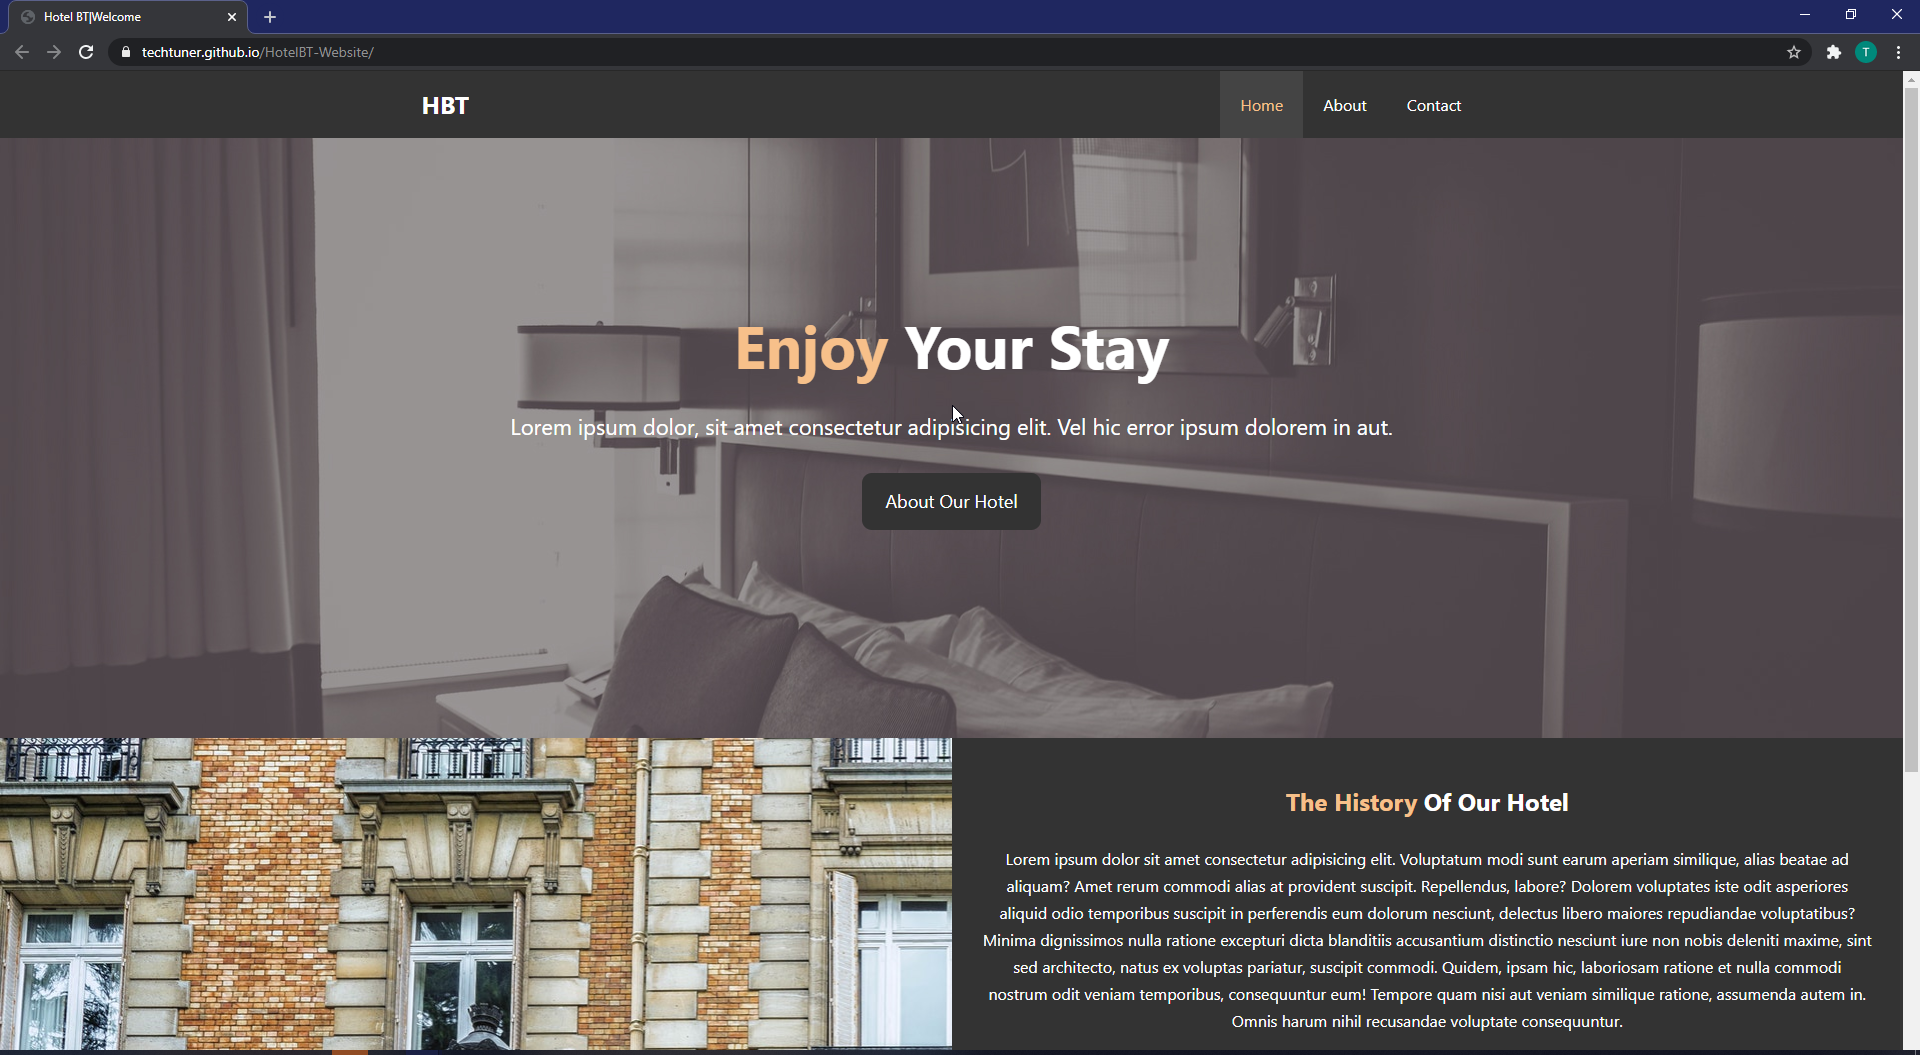 Hotel BT|Welcome
techtuner.github.io/HotelBT-Website/
T
HBT
Home About Contact
Enjoy Your Stay
Lorem ipsum dolor, sit amet consectetur adipisicing elit. Vel hic error ipsum dolorem in aut.
About Our Hotel
The History Of Our Hotel
Lorem ipsum dolor sit amet consectetur adipisicing elit. Voluptatum modi sunt earum aperiam similique, alias beatae ad
aliquam? Amet rerum commodi alias at provident suscipit. Repellendus, labore? Dolorem voluptates iste odit asperiores
aliquid odio temporibus suscipit in perferendis eum dolorum nesciunt, delectus libero maiores repudiandae voluptatibus?
Minima dignissimos nulla ratione excepturi dicta blanditiis accusantium distinctio nesciunt iure non nobis deleniti maxime, sint
sed architecto, natus ex voluptas pariatur, suscipit commodi. Quidem, ipsam hic, laboriosam ratione et nulla commodi
nostrum odit veniam temporibus, consequuntur eum! Tempore quam nisi aut veniam similique ratione, assumenda autem in.
Omnis harum nihil recusandae voluptate consequuntur.